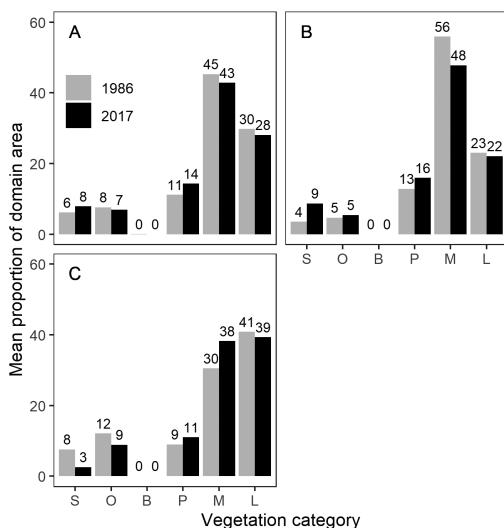 Mean proportion of domain area
60
40
20
0
A
1986
2017
6 8 8 7 0 0 11 14 45 43 30 28
B
4 9 5 5 0 0 13 16 56 48 23 22
S O B P M L
60
40
20
0
C
8 3 12 9 0 0 9 11 30 38 41 39
S O B P M L
Vegetation category